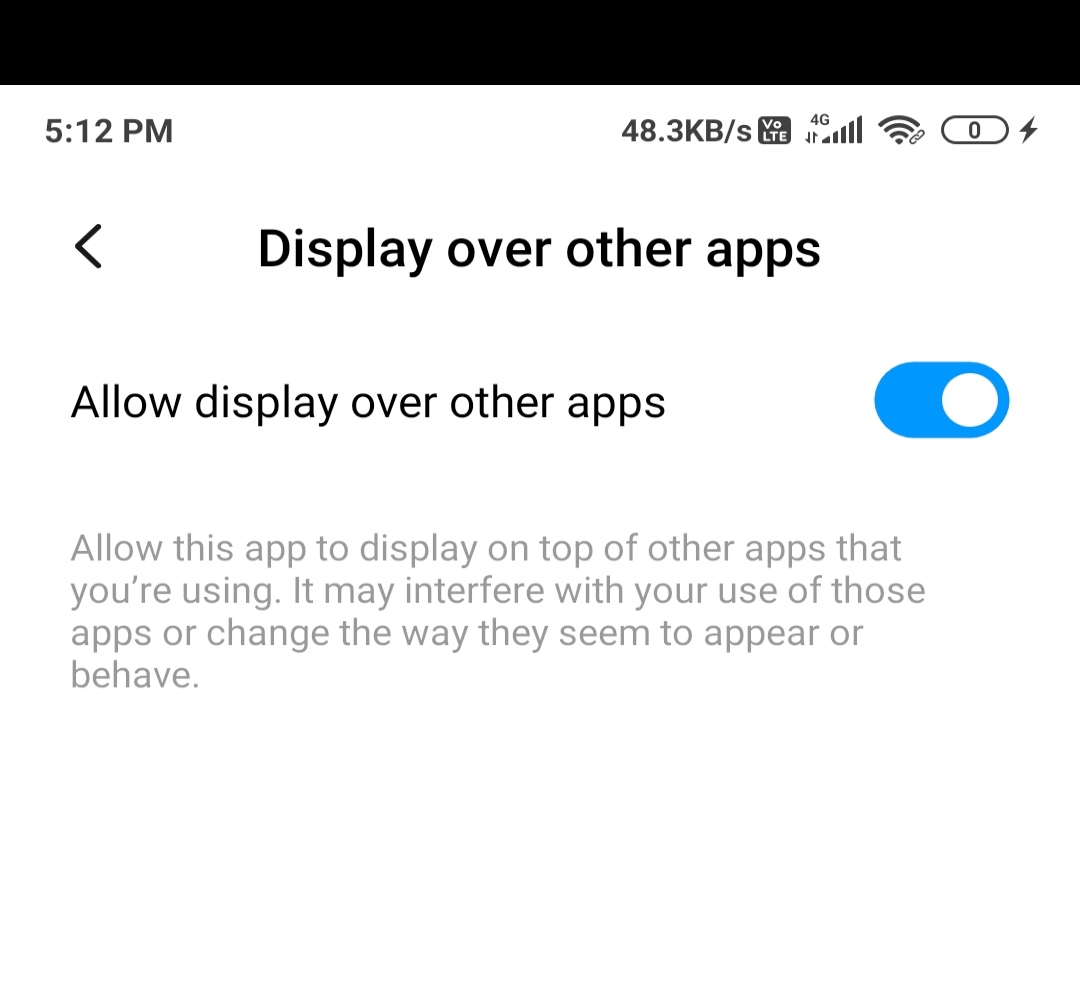 5:12 PM 48.3KB/s Vo LTE 4G 0
Display over other apps
Allow display over other apps
Allow this app to display on top of other apps that
you’re using. It may interfere with your use of those
apps or change the way they seem to appear or
behave.